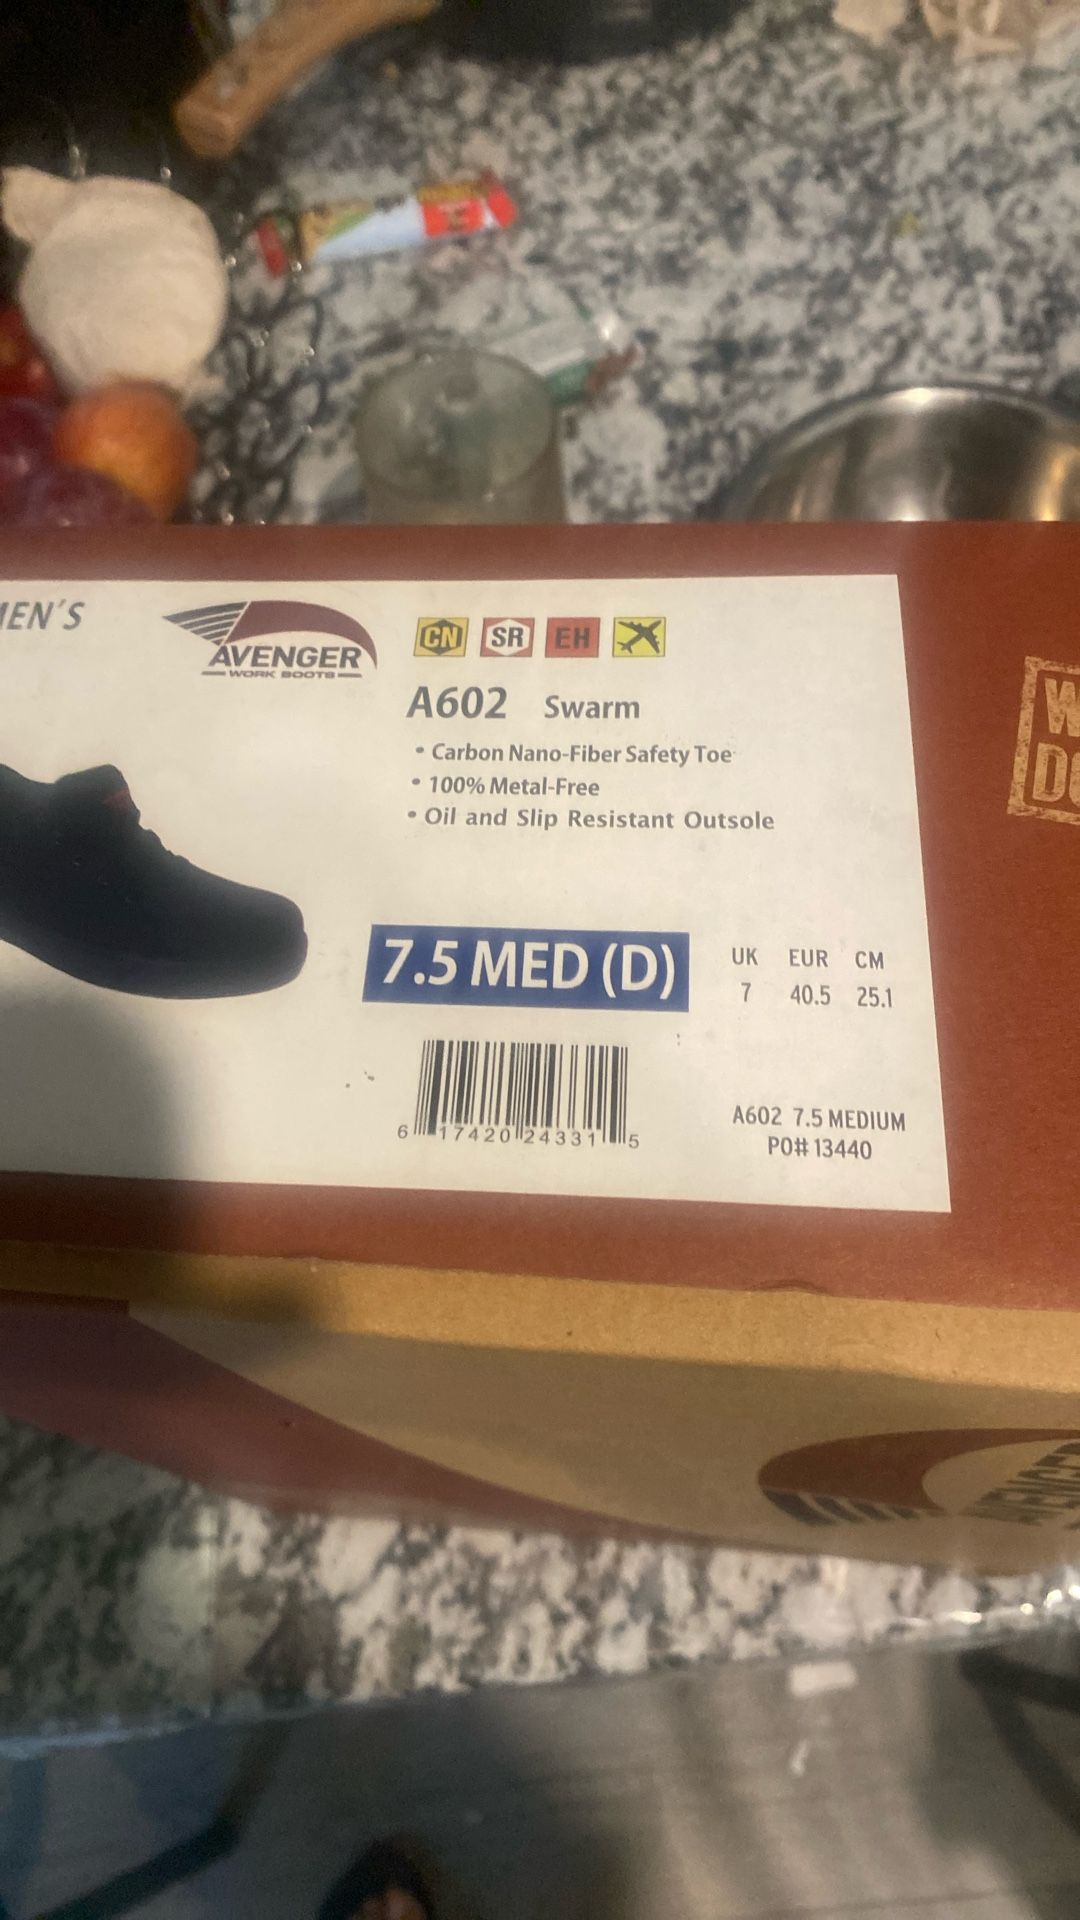 EN'S
AVENGER
WORK BOOTS
CN SR EH
A602 Swarm
• Carbon Nano-Fiber Safety Toe
• 100% Metal-Free
• Oil and Slip Resistant Outsole
7.5 MED (D)
UK EUR CM
7 40.5 25.1
6 17420 24331 5
A602 7.5 MEDIUM
PO# 13440
W
DO